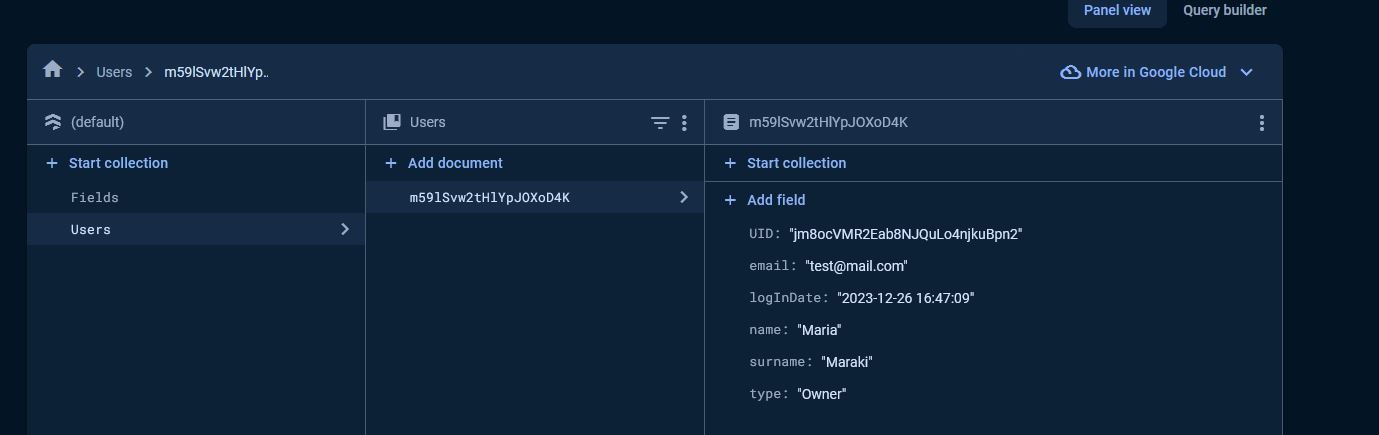 Panel view Query builder
Users m59lSvw2tHlYp..
More in Google Cloud
(default)
Users
m59lSvw2tHlYpJOXoD4K
Start collection
Add document
Start collection
Fields
Users
m59lSvw2tHlYpJOXoD4K
Add field
UID: "jm8ocVMR2Eab8NJQuLo4njkuBpn2"
email: "test@mail.com"
logInDate: "2023-12-26 16:47:09"
name: "Maria"
surname: "Maraki"
type: "Owner"